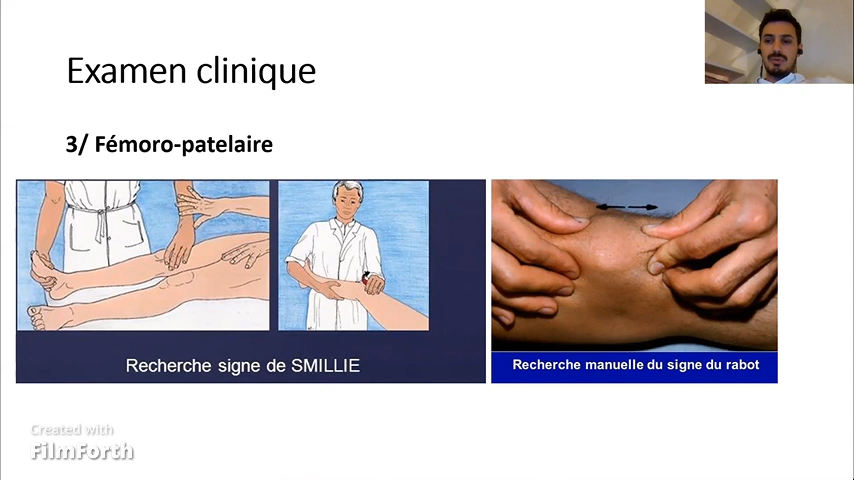 Examen clinique
3/ Fémoro-patelaire
Recherche signe de SMILLIE
Recherche manuelle du signe du rabot
Created with
FilmForth